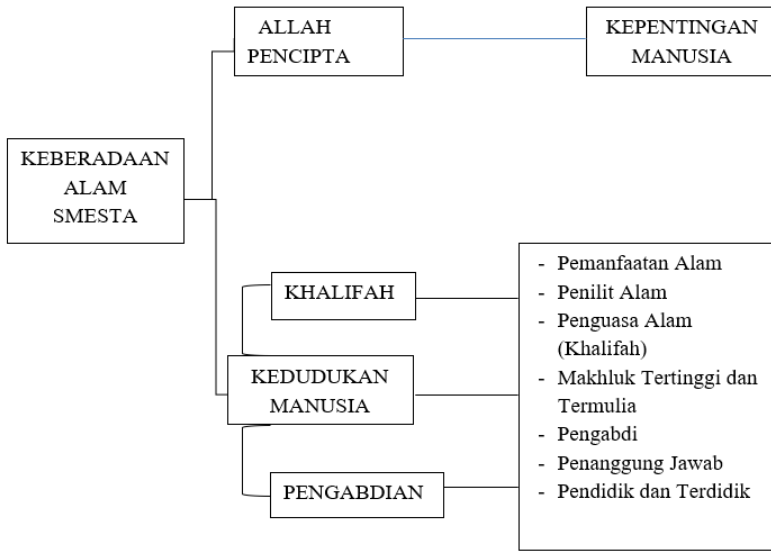 ALLAH
PENCIPTA
KEPENTINGAN
MANUSIA
KEBERADAAN
ALAM
SMESTA
KHALIFAH
KEDUDUKAN
MANUSIA
PENGABDIAN
- Pemanfaatan Alam
- Penilit Alam
- Penguasa Alam
(Khalifah)
- Makhluk Tertinggi dan
Termulia
- Pengabdi
- Penanggung Jawab
- Pendidik dan Terdidik